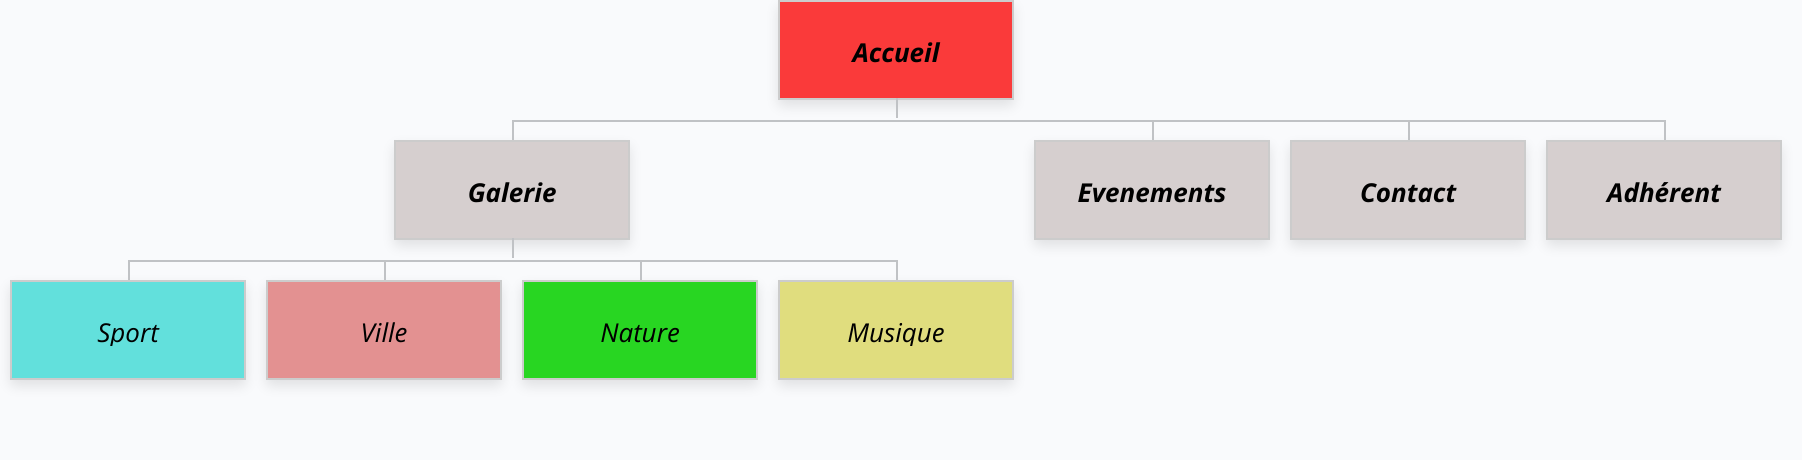 Accueil
Galerie
Evenements
Contact
Adhérent
Sport
Ville
Nature
Musique